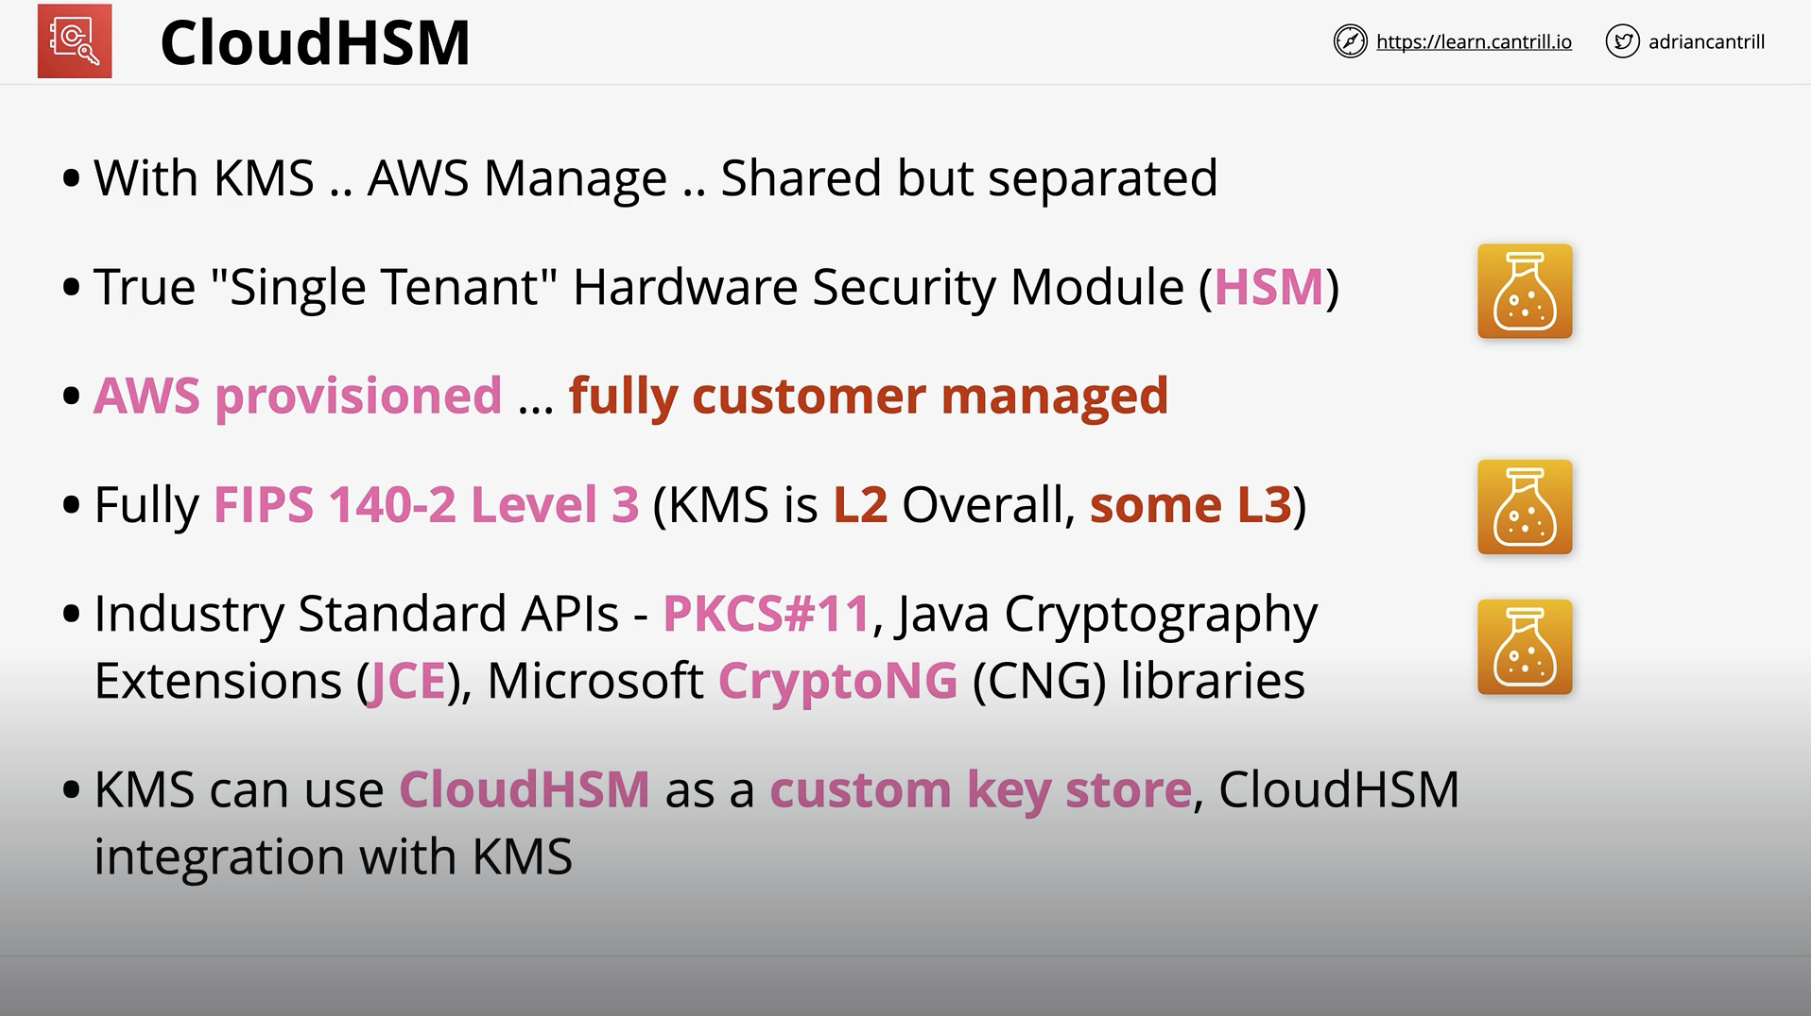 CloudHSM
https://learn.cantrill.io
adriancantrill
• With KMS .. AWS Manage .. Shared but separated
• True "Single Tenant" Hardware Security Module (HSM)
• AWS provisioned ... fully customer managed
• Fully FIPS 140-2 Level 3 (KMS is L2 Overall, some L3)
• Industry Standard APIs - PKCS#11, Java Cryptography
Extensions (JCE), Microsoft CryptoNG (CNG) libraries
• KMS can use CloudHSM as a custom key store, CloudHSM
integration with KMS